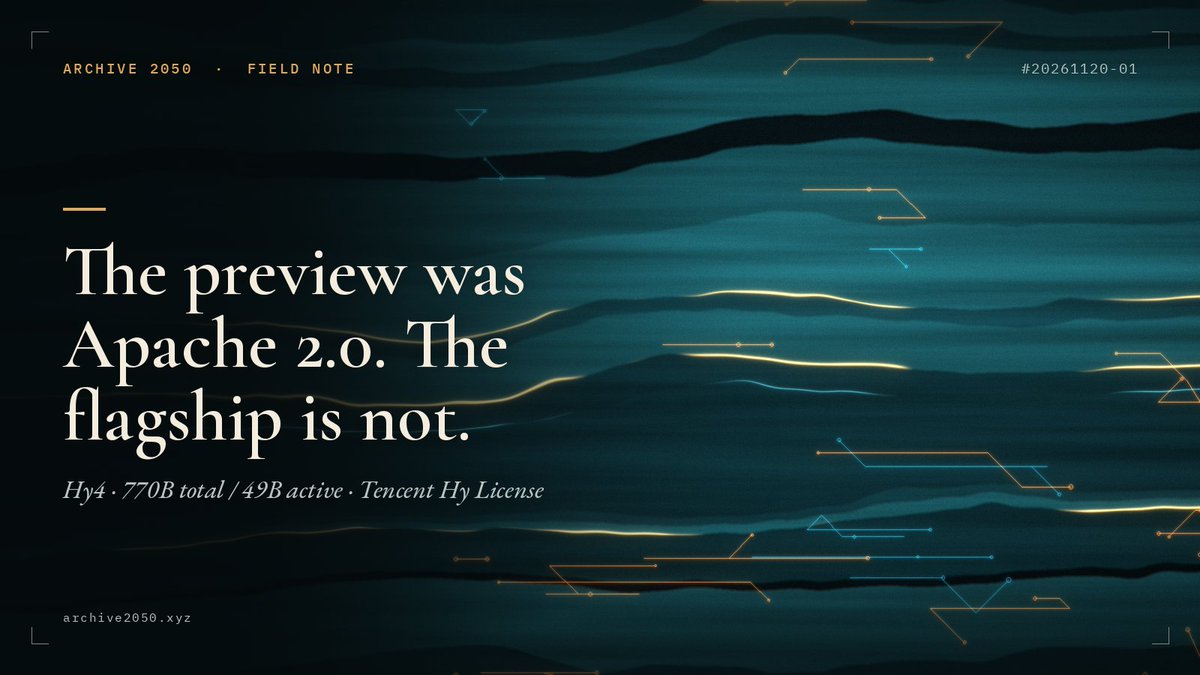 ARCHIVE 2050 · FIELD NOTE
#20261120-01
The preview was
Apache 2.0. The
flagship is not.
Hy4 · 770B total / 49B active · Tencent Hy License
archive2050.xyz